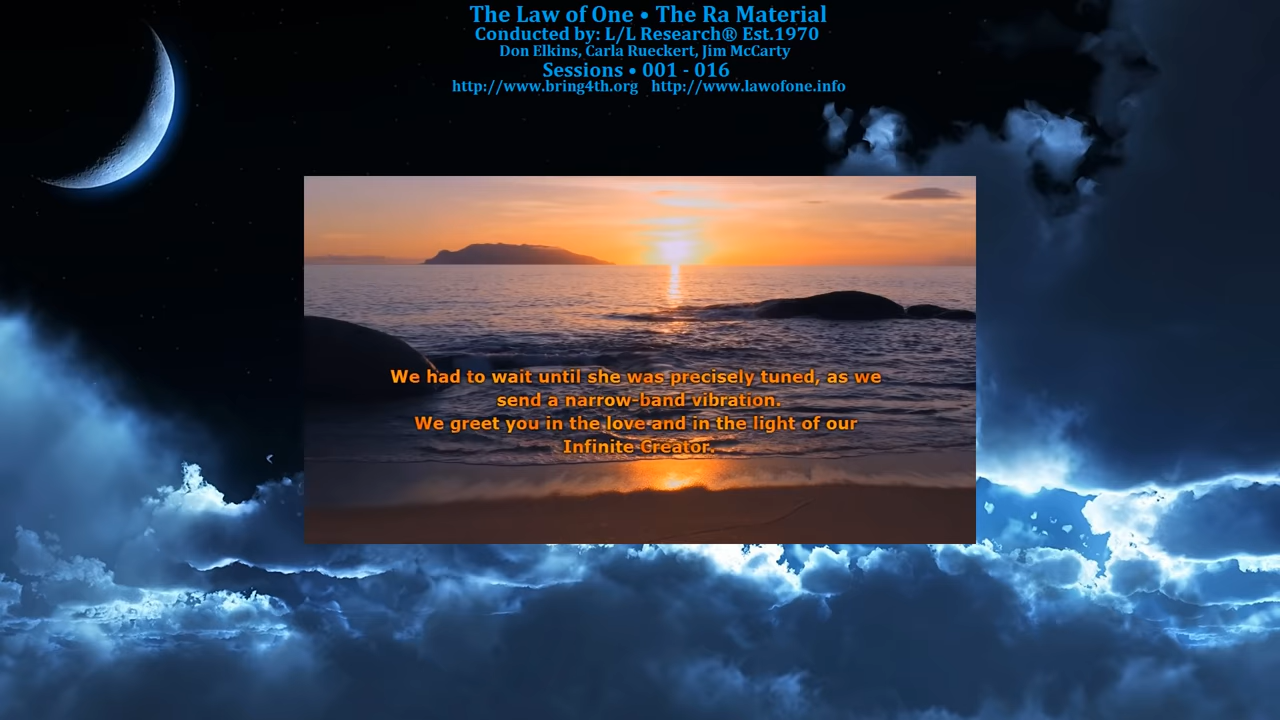 The Law of One • The Ra Material
Conducted by: L/L Research® Est.1970
Don Elkins, Carla Rueckert, Jim McCarty
Sessions • 001 - 016
http://www.bring4th.org http://www.lawofone.info
We had to wait until she was precisely tuned, as we
send a narrow-band vibration.
We greet you in the love and in the light of our
Infinite Creator.